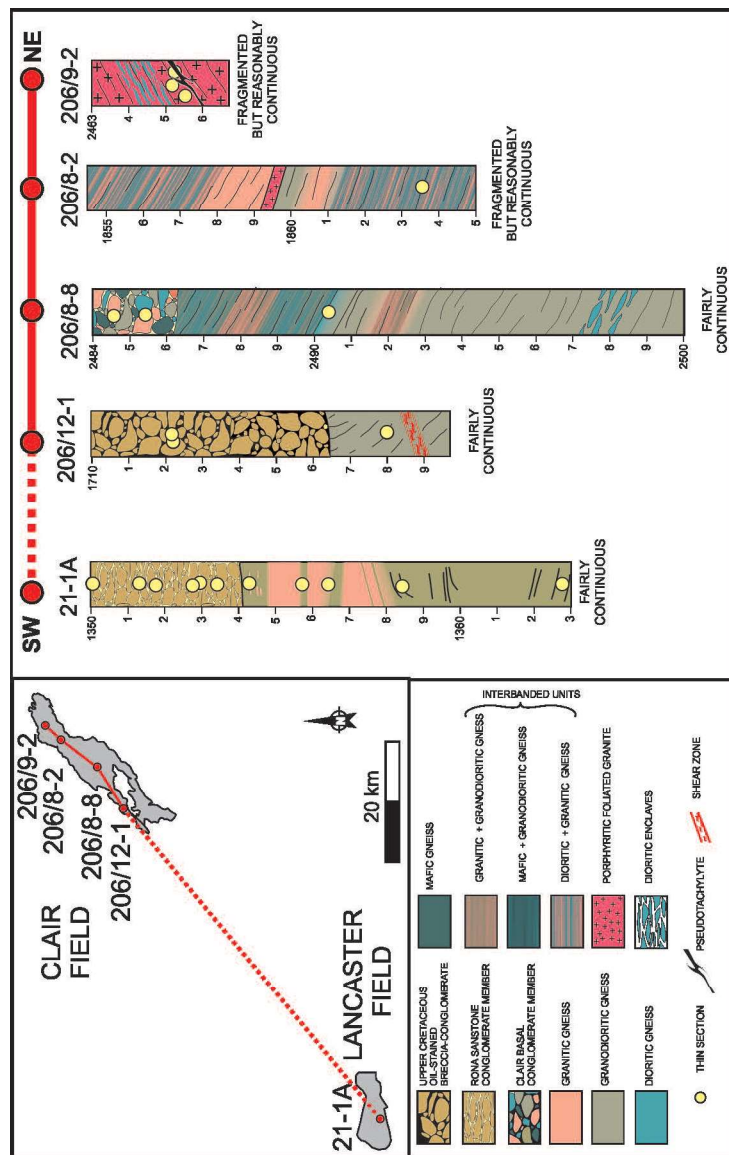 SW
NE
21-1A
206/12-1
206/8-8
206/8-2
206/9-2
1350
1
2
3
4
5
6
7
8
9
1360
1
2
3
FAIRLY
CONTINUOUS
1710
1
2
3
4
5
6
7
8
9
FAIRLY
CONTINUOUS
2484
5
6
7
8
9
2490
1
2
3
4
5
6
7
8
9
2500
FAIRLY
CONTINUOUS
1855
6
7
8
9
1860
1
2
3
4
5
FRAGMENTED
BUT REASONABLY
CONTINUOUS
2463
4
5
6
FRAGMENTED
BUT REASONABLY
CONTINUOUS
CLAIR
FIELD
206/9-2
206/8-2
206/8-8
206/12-1
LANCASTER
FIELD
21-1A
N
20 km
UPPER CRETACEOUS
OIL-STAINED
BRECCIA-CONGLOMERATE
RONA SANSTONE
CONGLOMERATE MEMBER
CLAIR BASAL
CONGLOMERATE MEMBER
GRANITIC GNEISS
GRANODIORITIC GNEISS
DIORITIC GNEISS
MAFIC GNEISS
INTERBANDED UNITS
GRANITIC + GRANODIORITIC GNESS
MAFIC + GRANODIORITIC GNEISS
DIORITIC + GRANITIC GNEISS
PORPHYRITIC FOLIATED GRANITE
DIORITIC ENCLAVES
THIN SECTION
PSEUDOTACHYLYTE
SHEAR ZONE